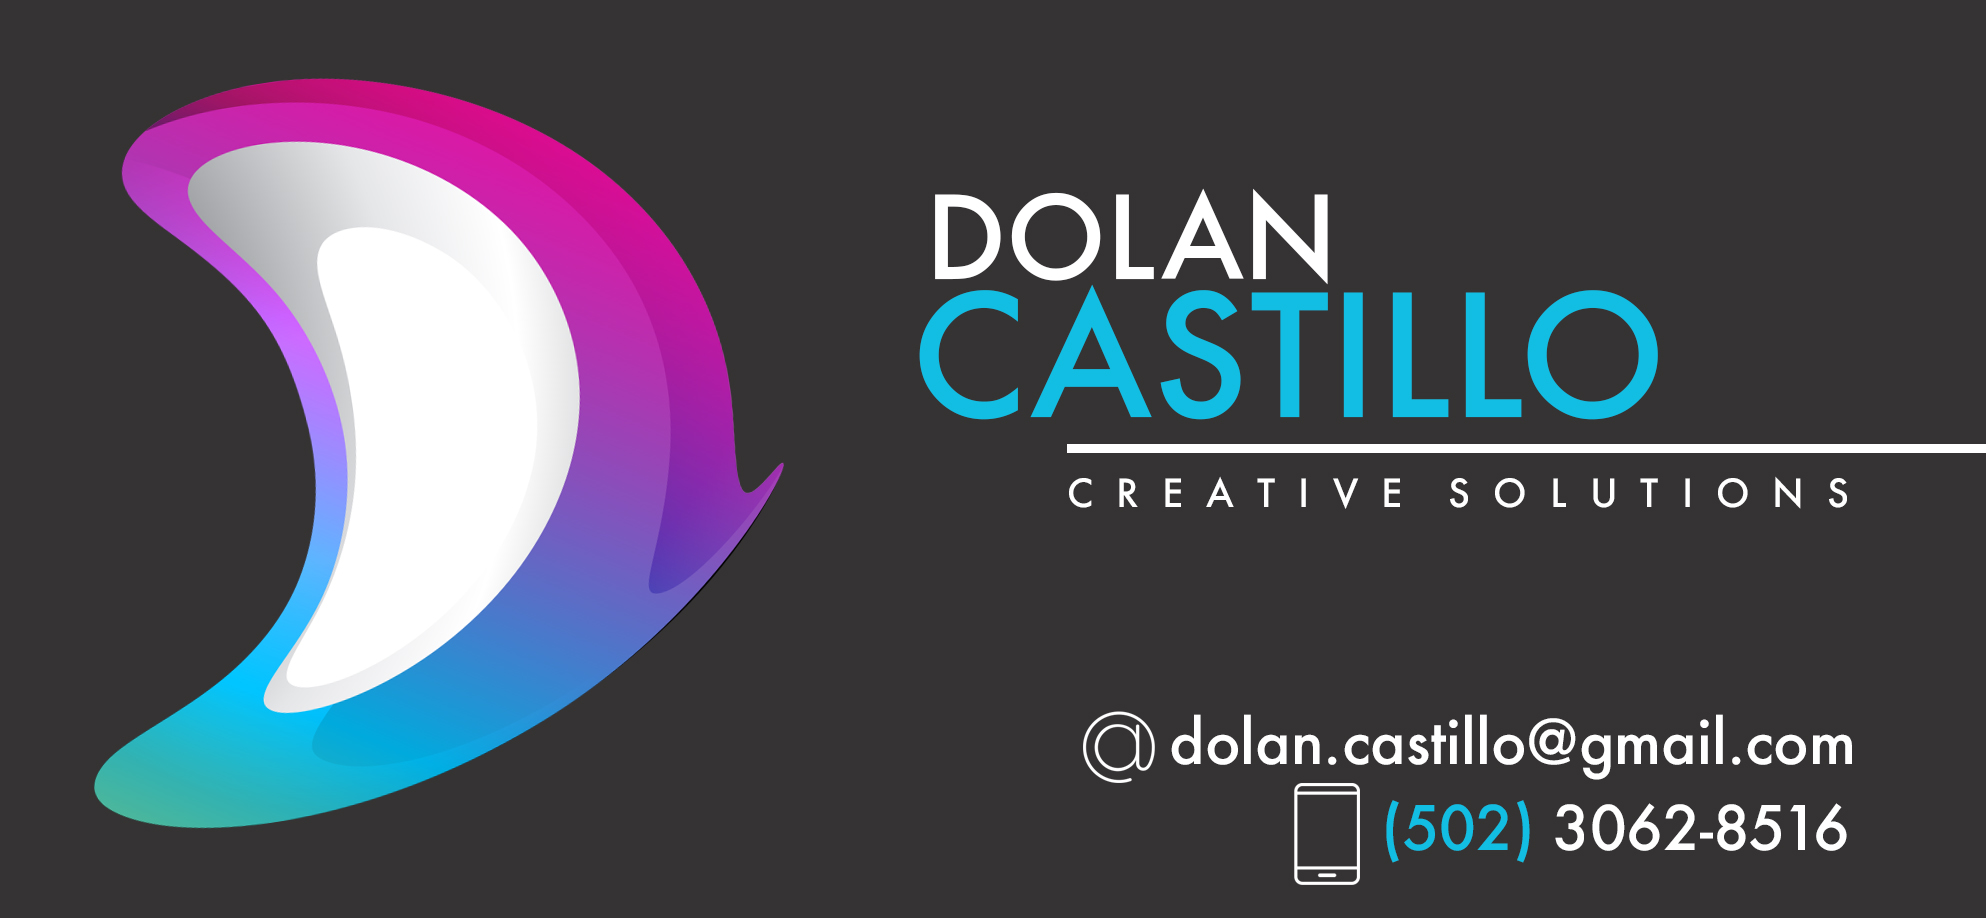 DOLAN
CASTILLO
CREATIVE SOLUTIONS
dolan.castillo@gmail.com
(502) 3062-8516